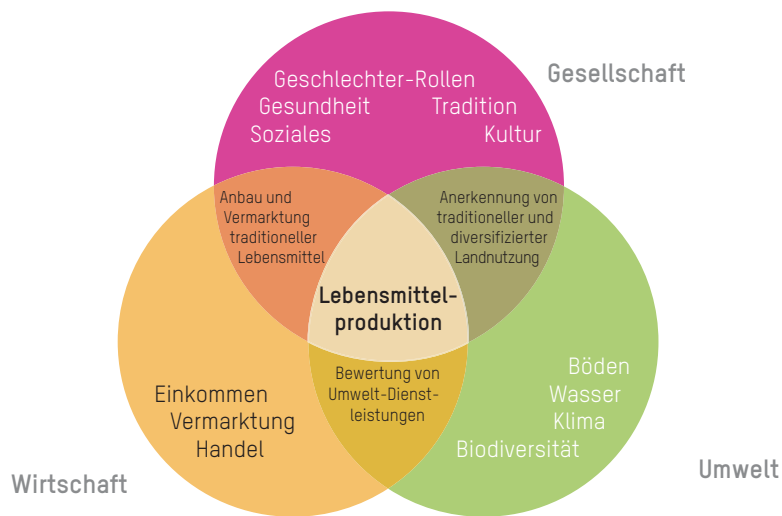 Gesellschaft
Geschlechter-Rollen
Gesundheit Tradition
Soziales Kultur
Anbau und
Vermarktung
traditioneller
Lebensmittel
Anerkennung von
traditioneller und
diversifizierter
Landnutzung
Lebensmittel-
produktion
Bewertung von
Umwelt-Dienst-
leistungen
Einkommen
Vermarktung
Handel
Böden
Wasser
Klima
Biodiversität
Wirtschaft
Umwelt